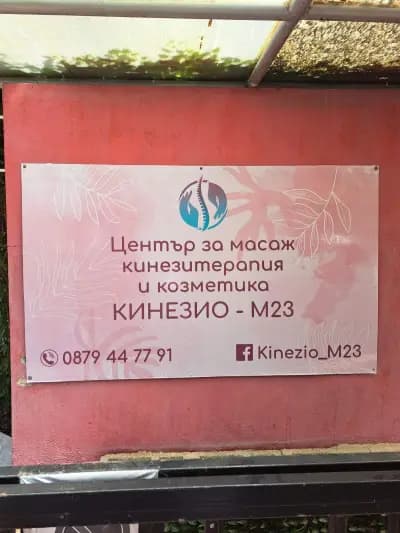 Център за масаж
кинезитерапия
и козметика
КИНЕЗИО - М23
0879 44 77 91
Kinezio_M23